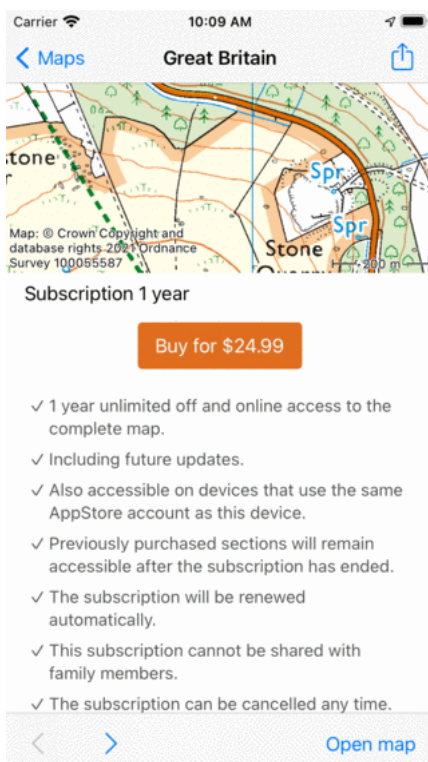 Carrier 10:09 AM
Maps Great Britain
tone
r
Spr
Spr
Map: © Crown Copyright and
database rights 2021 Ordnance
Survey 100055587
Stone
200 m
Subscription 1 year
Buy for $24.99
✓ 1 year unlimited off and online access to the
complete map.
✓ Including future updates.
✓ Also accessible on devices that use the same
AppStore account as this device.
✓ Previously purchased sections will remain
accessible after the subscription has ended.
✓ The subscription will be renewed
automatically.
✓ This subscription cannot be shared with
family members.
✓ The subscription can be cancelled any time.
Open map